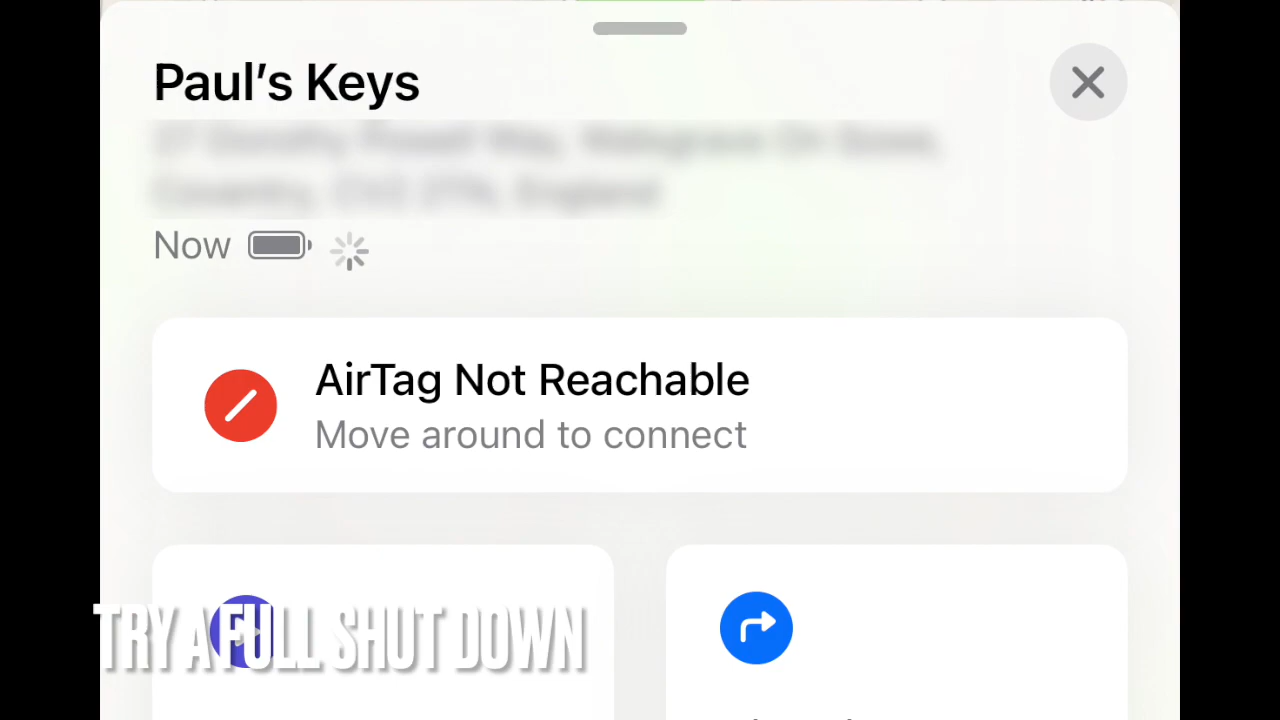 Paul's Keys
Now
AirTag Not Reachable
Move around to connect
TRY A FULL SHUT DOWN